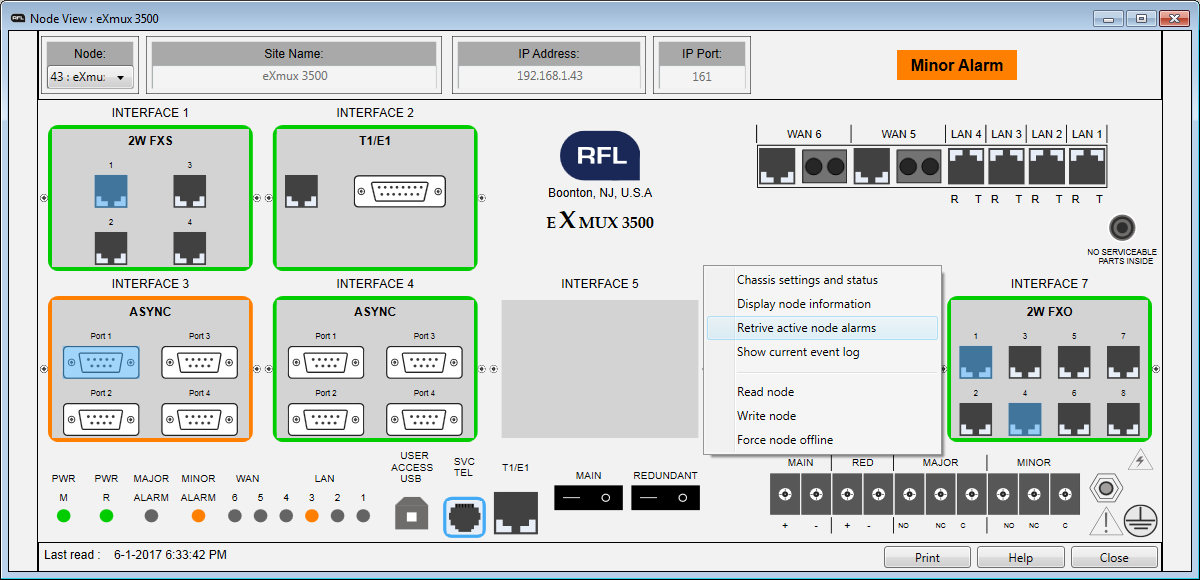 RFL Node View : eXmux 3500
Node: Site Name: IP Address: IP Port:
43 : eXmu: eXmux 3500 192.168.1.43 161
Minor Alarm
INTERFACE 1
2W FXS
1 3
2 4
INTERFACE 2
T1/E1
RFL
Boonton, NJ, U.S.A
eXmux 3500
WAN 6 WAN 5 LAN 4 LAN 3 LAN 2 LAN 1
R T R T R T R T
NO SERVICEABLE
PARTS INSIDE
INTERFACE 3
ASYNC
Port 1 Port 3
Port 2 Port 4
INTERFACE 4
ASYNC
Port 1 Port 3
Port 2 Port 4
INTERFACE 5
Chassis settings and status
Display node information
Retrive active node alarms
Show current event log
Read node
Write node
Force node offline
INTERFACE 7
2W FXO
1 3 5 7
2 4 6 8
PWR PWR MAJOR MINOR WAN LAN
M R ALARM ALARM 6 5 4 3 2 1
USER
ACCESS
USB
SVC
TEL
T1/E1
MAIN REDUNDANT
MAIN RED MAJOR MINOR
+ - + - NO NC C NO NC C
Last read : 6-1-2017 6:33:42 PM
Print Help Close